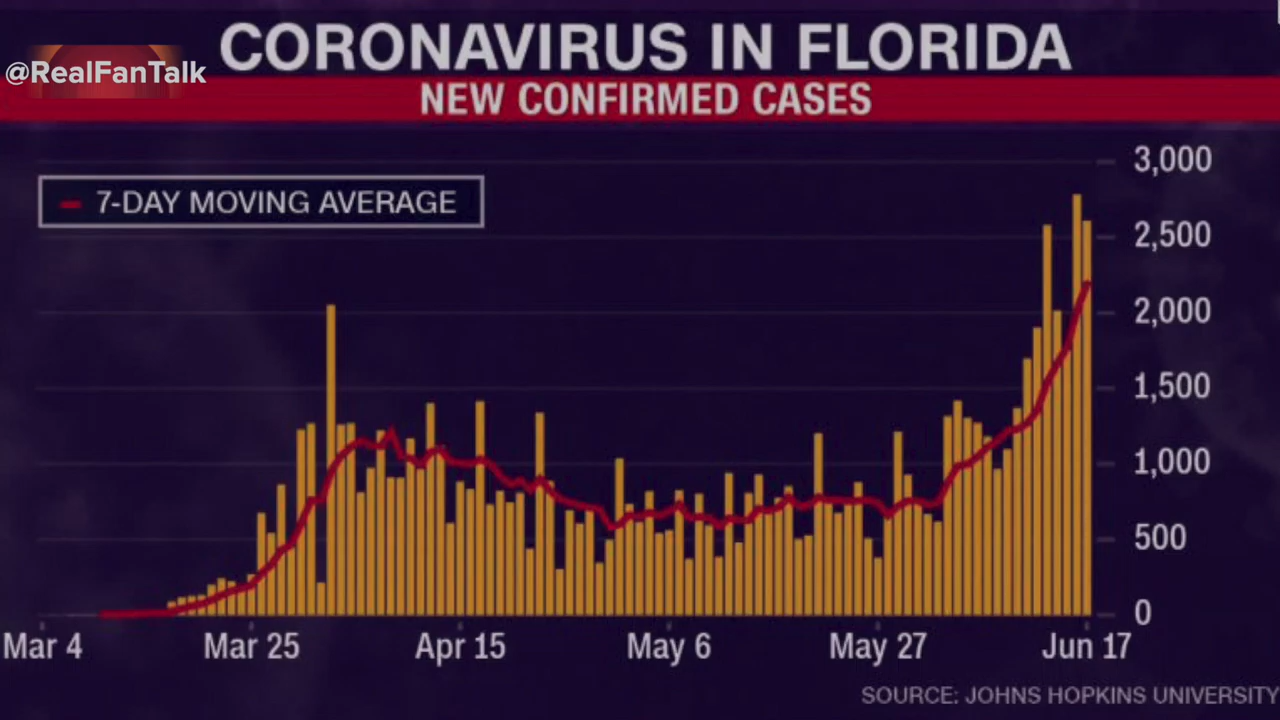 CORONAVIRUS IN FLORIDA
@RealFanTalk
NEW CONFIRMED CASES
7-DAY MOVING AVERAGE
3,000
2,500
2,000
1,500
1,000
500
0
Mar 4 Mar 25 Apr 15 May 6 May 27 Jun 17
SOURCE: JOHNS HOPKINS UNIVERSITY